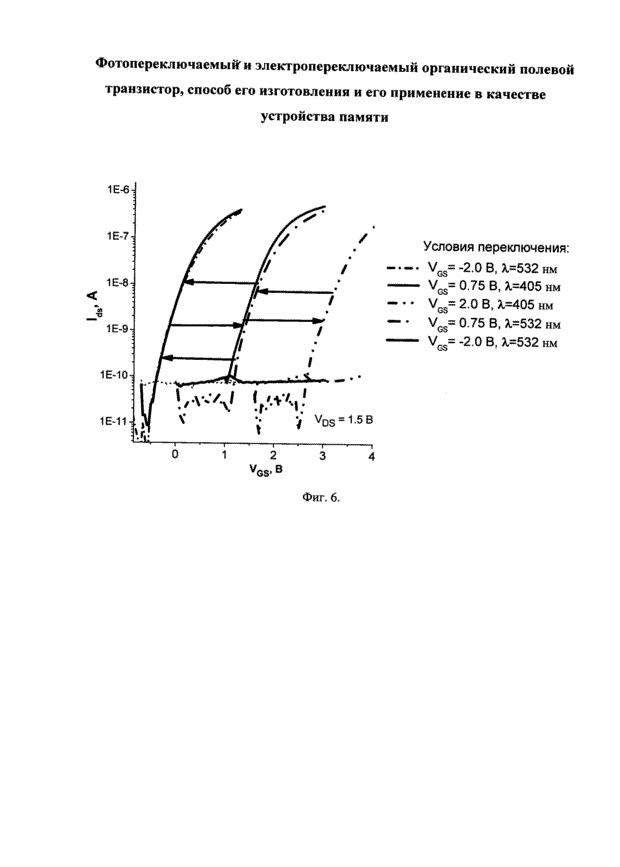 Фотопереключаемый и электропереключаемый органический полевой
транзистор, способ его изготовления и его применение в качестве
устройства памяти
1E-6
1E-7
1E-8
1E-9
1E-10
1E-11
Ids, А
0 1 2 3 4
VGS, В
VDS = 1.5 В
Условия переключения:
VGS= -2.0 В, λ=532 нм
VGS= 0.75 В, λ=405 нм
VGS= 2.0 В, λ=405 нм
VGS= 0.75 В, λ=532 нм
VGS= -2.0 В, λ=532 нм
Фиг. 6.